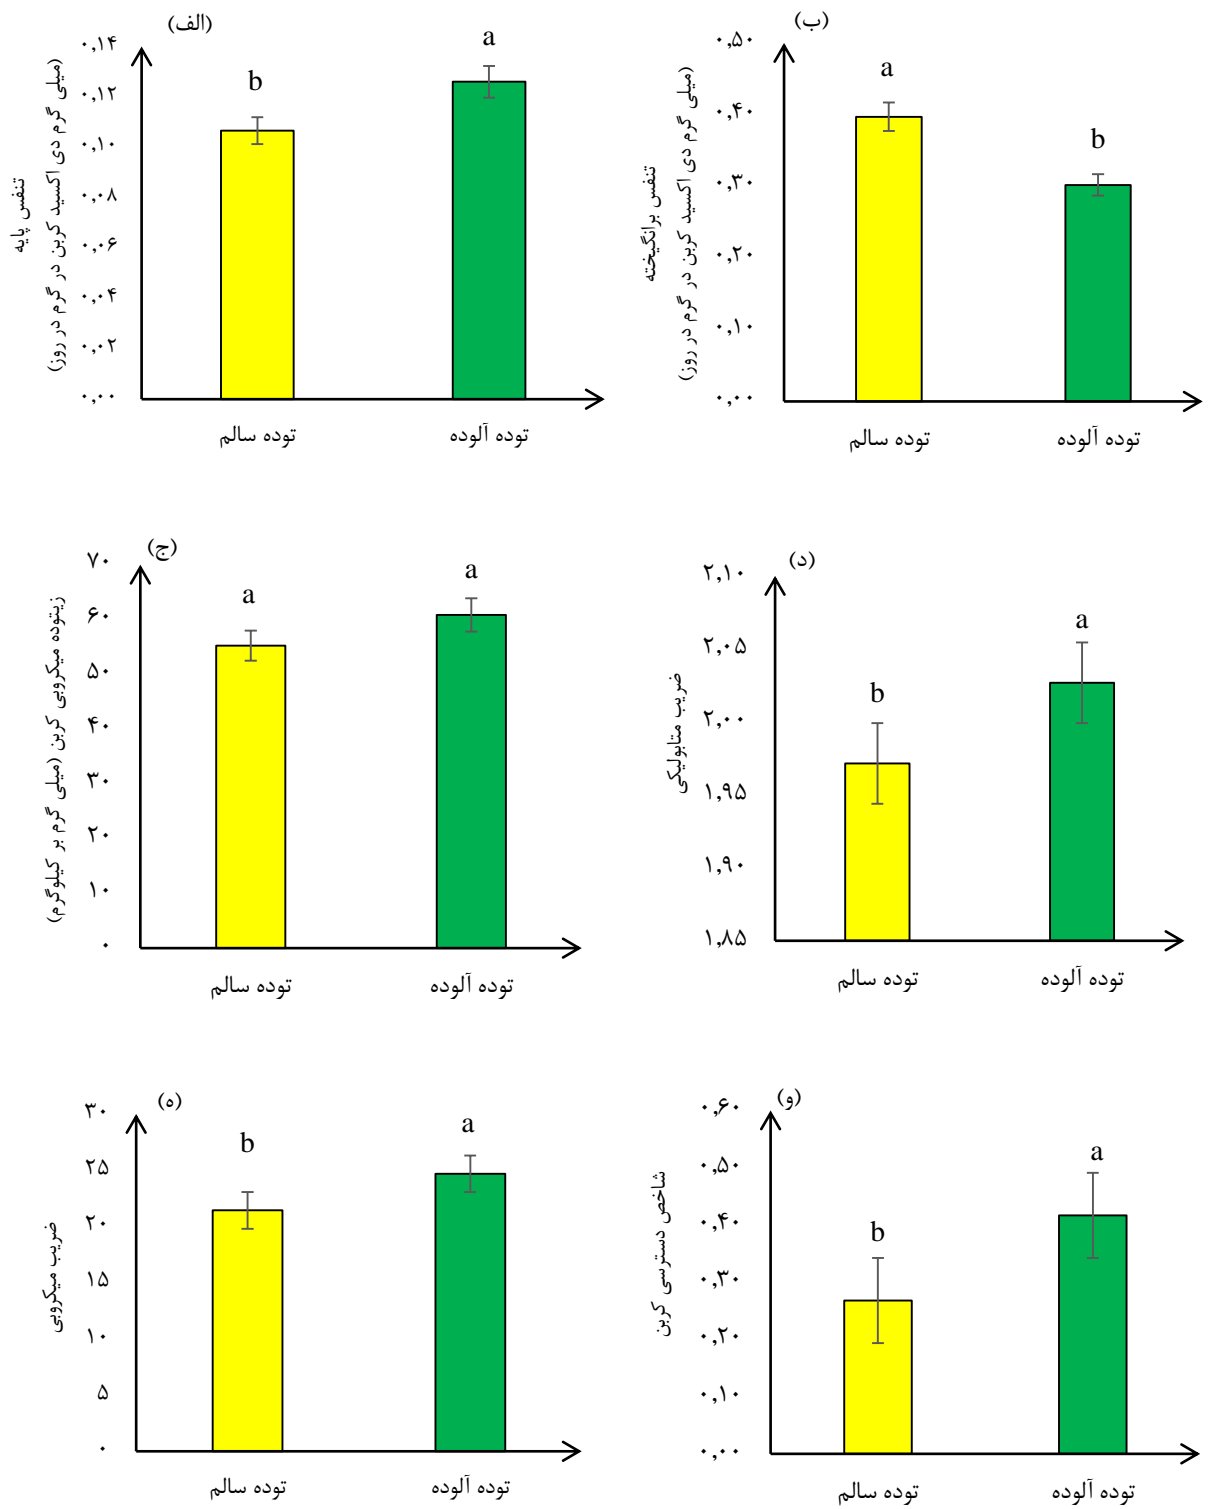 (الف)
a
b
۰,۱۴
۰,۱۲
۰,۱۰
۰,۰۸
۰,۰۶
۰,۰۴
۰,۰۲
۰,۰۰
تنفس پایه
(میلی گرم دی اکسید کربن در گرم در روز)
توده سالم
توده آلوده
(ب)
a
b
۰,۵۰
۰,۴۰
۰,۳۰
۰,۲۰
۰,۱۰
۰,۰۰
تنفس برانگیخته
(میلی گرم دی اکسید کربن در گرم در روز)
توده سالم
توده آلوده
(ج)
a
a
۷۰
۶۰
۵۰
۴۰
۳۰
۲۰
۱۰
۰
زیتوده میکروبی کربن (میلی گرم بر کیلوگرم)
توده سالم
توده آلوده
(د)
a
b
۲,۱۰
۲,۰۵
۲,۰۰
۱,۹۵
۱,۹۰
۱,۸۵
ضریب متابولیکی
توده سالم
توده آلوده
(ه)
a
b
۳۰
۲۵
۲۰
۱۵
۱۰
۵
۰
ضریب میکروبی
توده سالم
توده آلوده
(و)
a
b
۰,۶۰
۰,۵۰
۰,۴۰
۰,۳۰
۰,۲۰
۰,۱۰
۰,۰۰
شاخص دسترسی کربن
توده سالم
توده آلوده